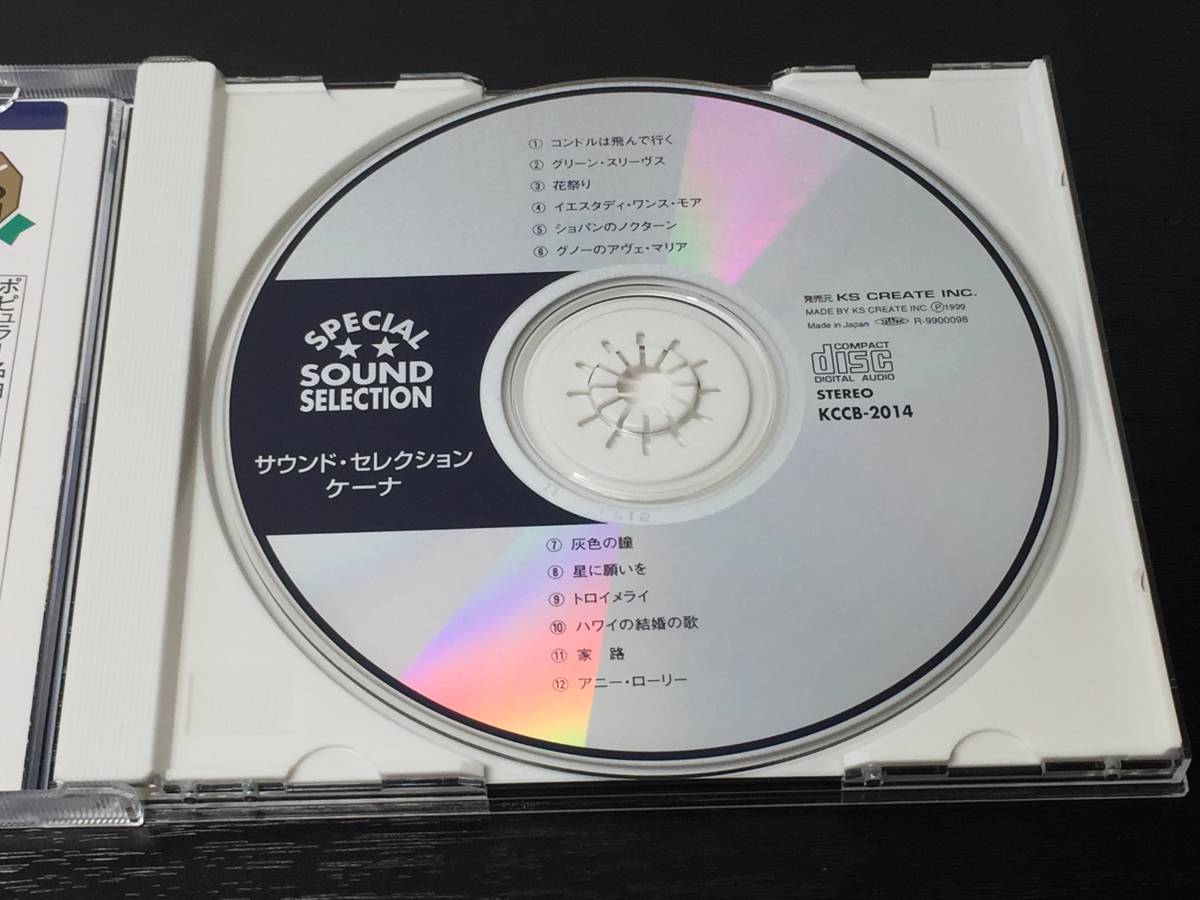 ① コンドルは飛んで行く
② グリーン・スリーヴス
③ 花祭り
④ イエスタデイ・ワンス・モア
⑤ ショパンのノクターン
⑥ グノーのアヴェ・マリア
SPECIAL
★★
SOUND
SELECTION
サウンド・セレクション
ケーナ
発売元 KS CREATE INC.
MADE BY KS CREATE INC. Ⓟ1999
Made in Japan R-9900098
COMPACT
disc
DIGITAL AUDIO
STEREO
KCCB-2014
⑦ 灰色の瞳
⑧ 星に願いを
⑨ トロイメライ
⑩ ハワイの結婚の歌
⑪ 家 路
⑫ アニー・ローリー
ポピュラー